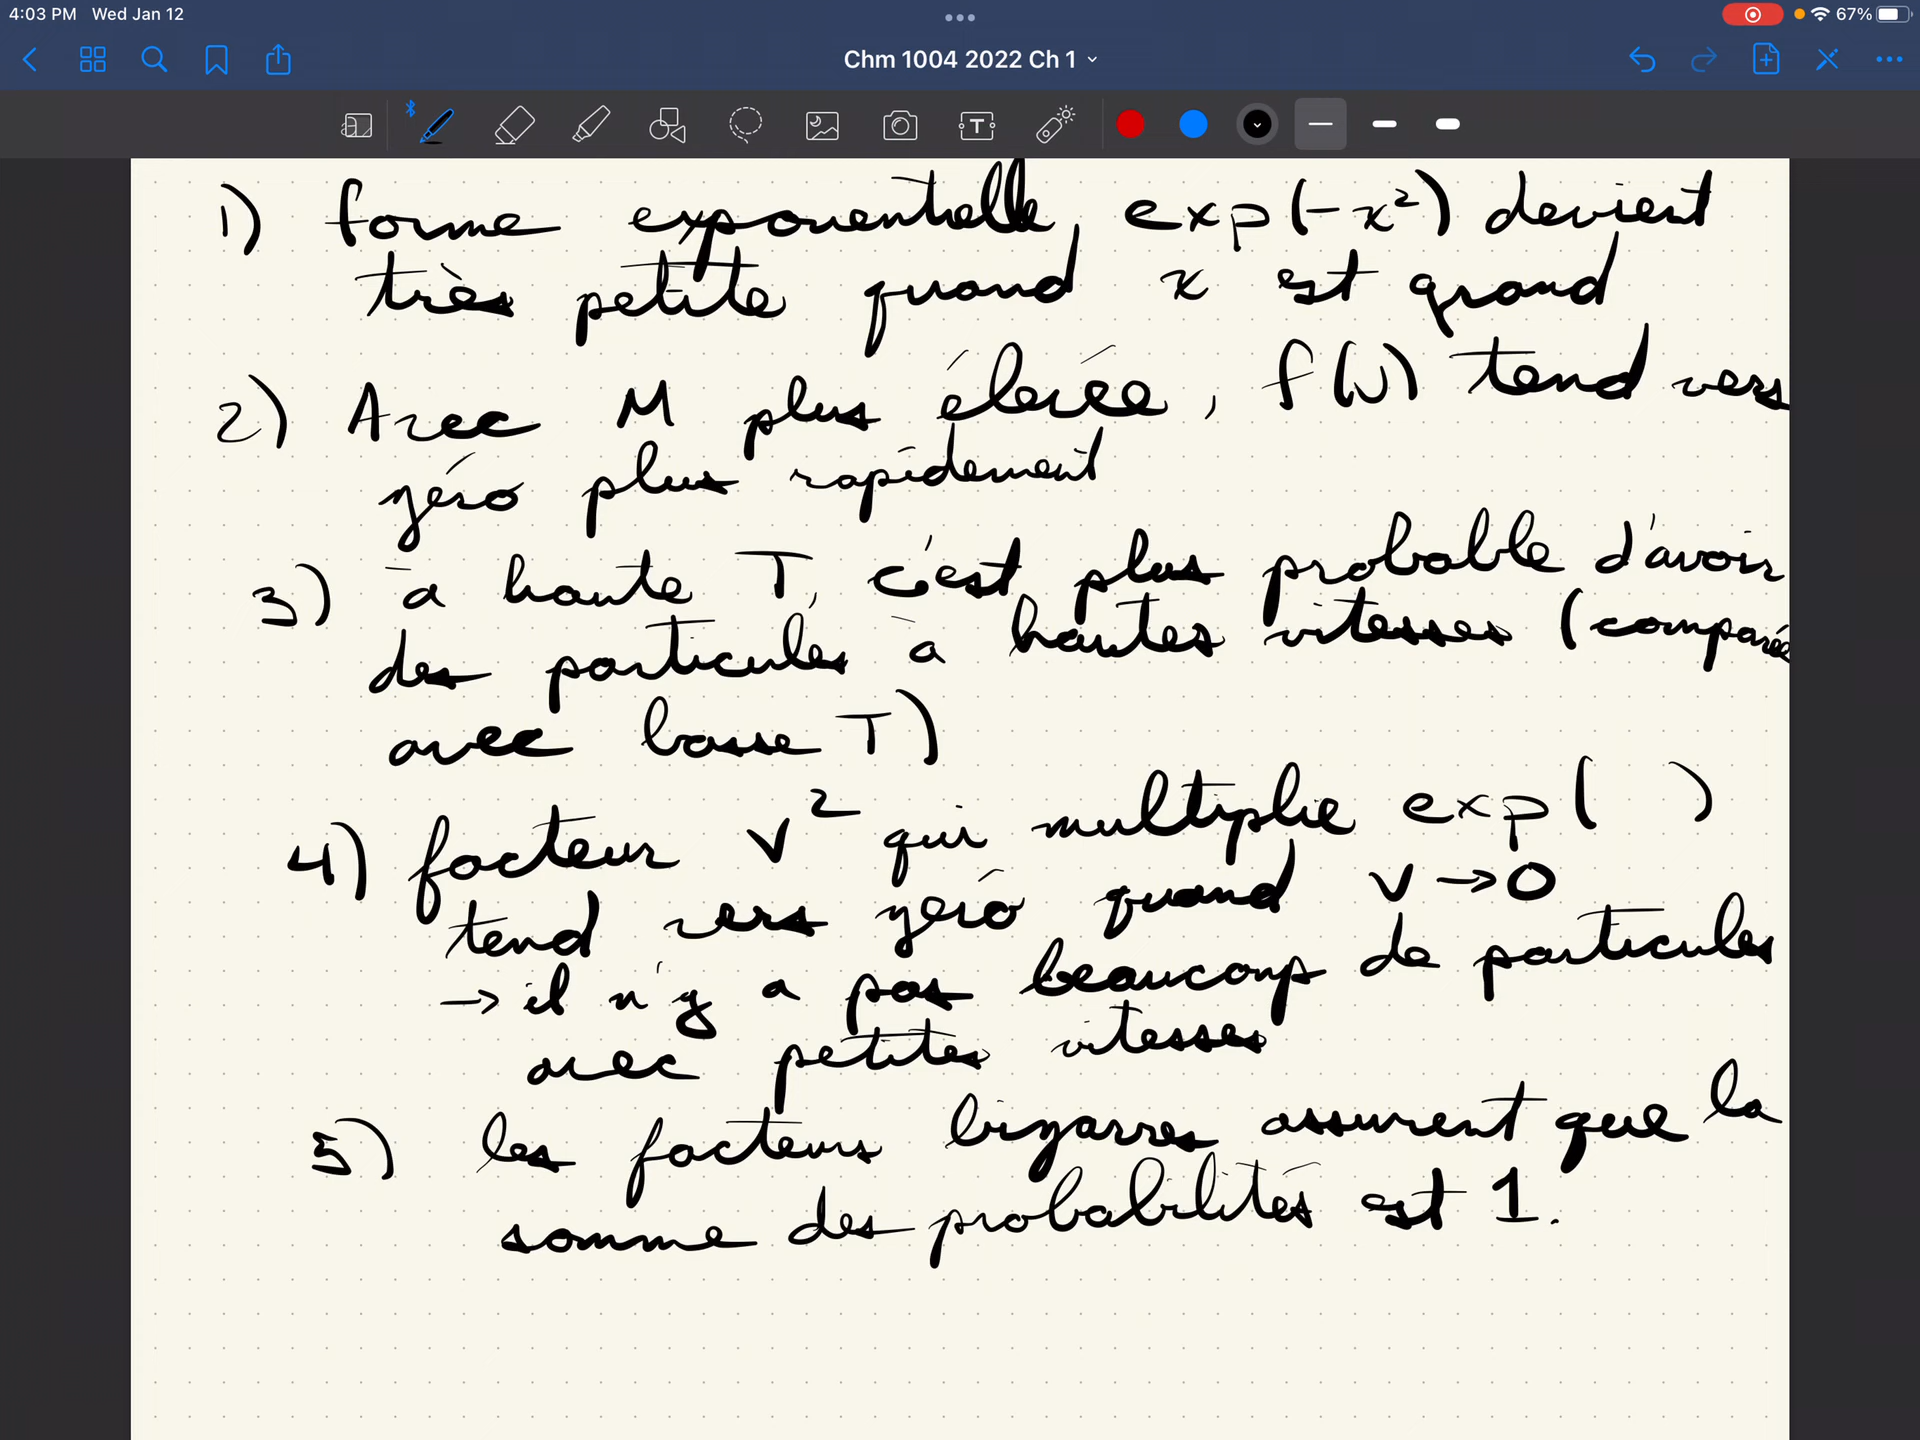 4:03 PM Wed Jan 12
67%
Chm 1004 2022 Ch 1
1) forme exponentielle, exp(-x²) devient
très petite quand x est grand
2) Avec M plus élevée, f(v) tend vers
zéro plus rapidement
3) à haute T, c'est plus probable d'avoir
des particules à hautes vitesses (comparée
avec basse T)
4) facteur v² qui multiplie exp( )
tend vers zéro quand v → 0
→ il n'y a pas beaucoup de particules
avec petites vitesses
5) les facteurs bizarres assurent que la
somme des probabilités est 1.